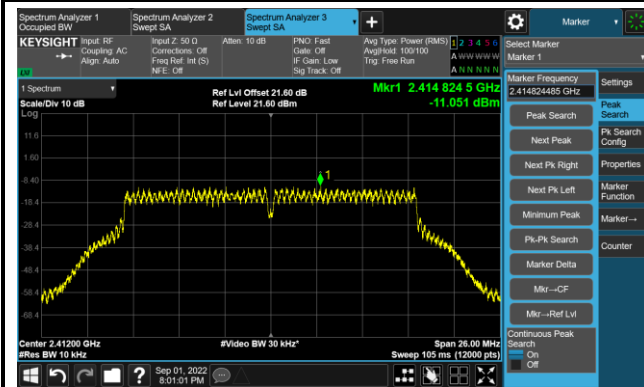 Spectrum Analyzer 1
Occupied BW
Spectrum Analyzer 2
Swept SA
Spectrum Analyzer 3
Swept SA
Marker
KEYSIGHT
Input: RF
Coupling: AC
Align: Auto
Input Z: 50 Ω
Corrections: Off
Freq Ref: Int (S)
NFE: Off
Atten: 10 dB
PNO: Fast
Gate: Off
IF Gain: Low
Sig Track: Off
Avg Type: Power (RMS)
Avg|Hold: 100/100
Trig: Free Run
1 2 3 4 5 6
A W W W W W
A N N N N N
Select Marker
Marker 1
1 Spectrum
Scale/Div 10 dB
Log
Ref Lvl Offset 21.60 dB
Ref Level 21.60 dBm
Mkr1 2.414 824 5 GHz
-11.051 dBm
11.6
1.60
-8.40
-18.4
-28.4
-38.4
-48.4
-58.4
-68.4
1
Center 2.41200 GHz
#Res BW 10 kHz
#Video BW 30 kHz*
Span 26.00 MHz
Sweep 105 ms (12000 pts)
Marker Frequency
2.414824485 GHz
Peak Search
Next Peak
Next Pk Right
Next Pk Left
Minimum Peak
Pk-Pk Search
Marker Delta
Mkr→CF
Mkr→Ref Lvl
Continuous Peak
Search
On
Off
Settings
Peak
Search
Pk Search
Config
Properties
Marker
Function
Marker→
Counter
Sep 01, 2022
8:01:01 PM